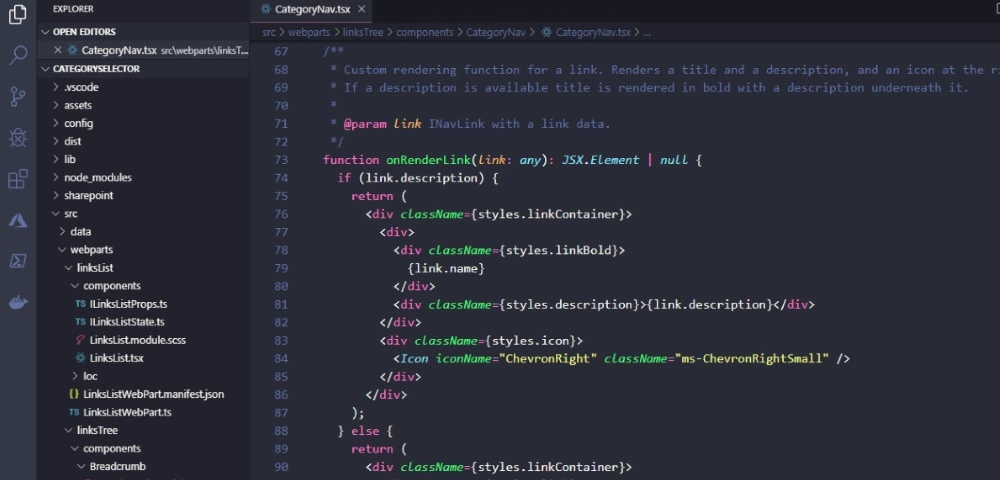 EXPLORER
OPEN EDITORS
CategoryNav.tsx src\webparts\linksT...
CATEGORYSELECTOR
.vscode
assets
config
dist
lib
node_modules
sharepoint
src
data
webparts
linksList
components
TS ILinksListProps.ts
TS ILinksListState.ts
LinksList.module.scss
LinksList.tsx
loc
{} LinksListWebPart.manifest.json
TS LinksListWebPart.ts
linksTree
components
Breadcrumb
CategoryNav.tsx
src > webparts > linksTree > components > CategoryNav > CategoryNav.tsx > ...
67 /**
68 * Custom rendering function for a link. Renders a title and a description, and an icon at the
69 * If a description is available title is rendered in bold with a description underneath it.
70 *
71 * @param link INavLink with a link data.
72 */
73 function onRenderLink(link: any): JSX.Element | null {
74 if (link.description) {
75 return (
76 <div className={styles.linkContainer}>
77 <div>
78 <div className={styles.linkBold}>
79 {link.name}
80 </div>
81 <div className={styles.description}>{link.description}</div>
82 </div>
83 <div className={styles.icon}>
84 <Icon iconName="ChevronRight" className="ms-ChevronRightSmall" />
85 </div>
86 </div>
87 );
88 } else {
89 return (
90 <div className={styles.linkContainer}>